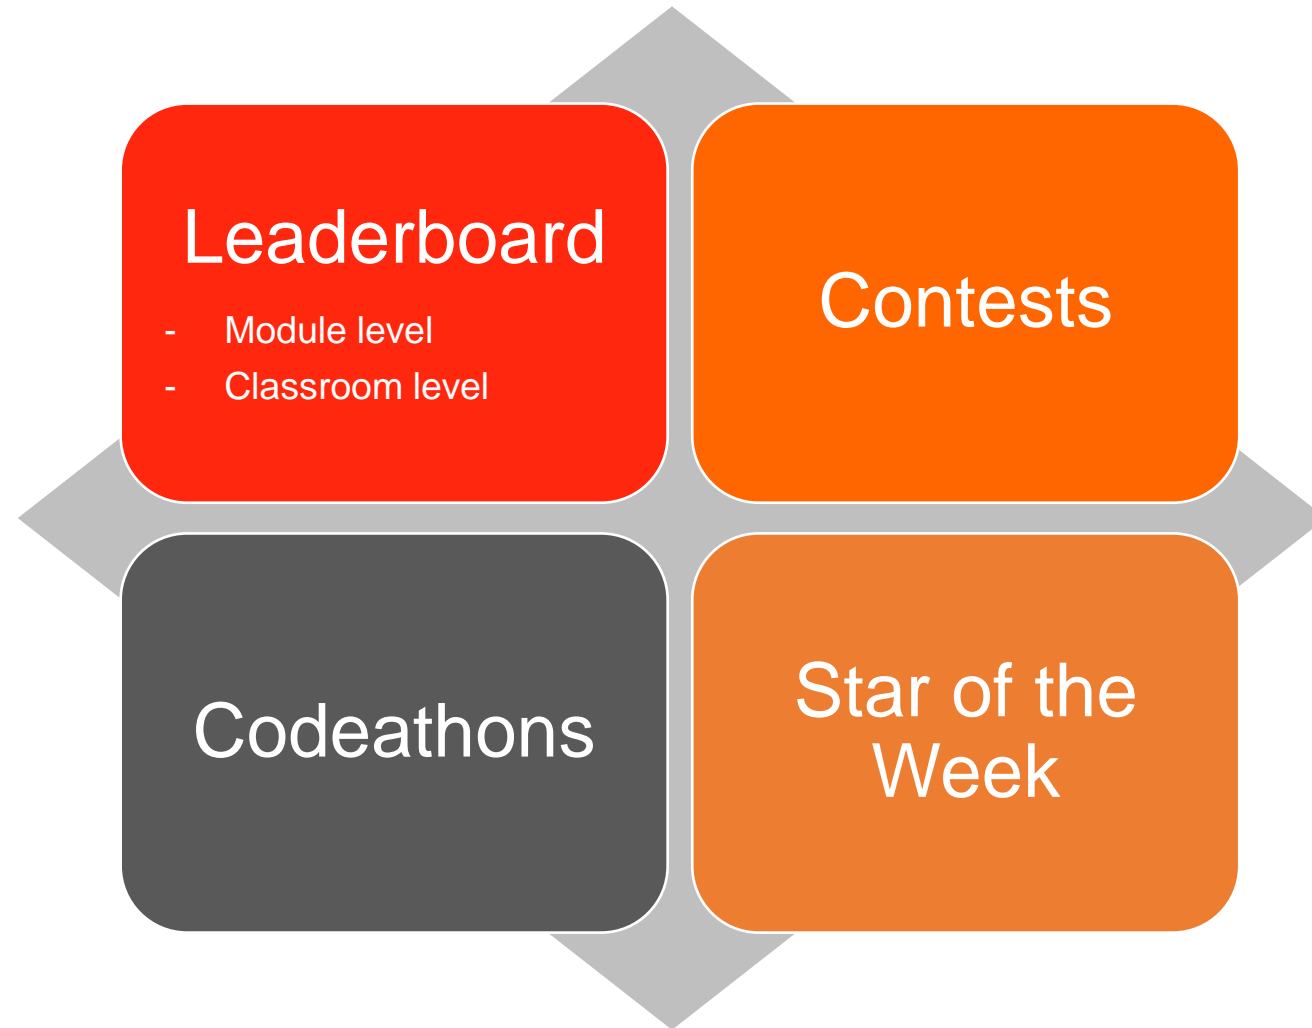 Leaderboard
- Module level
- Classroom level
Contests
Codeathons
Star of the
Week